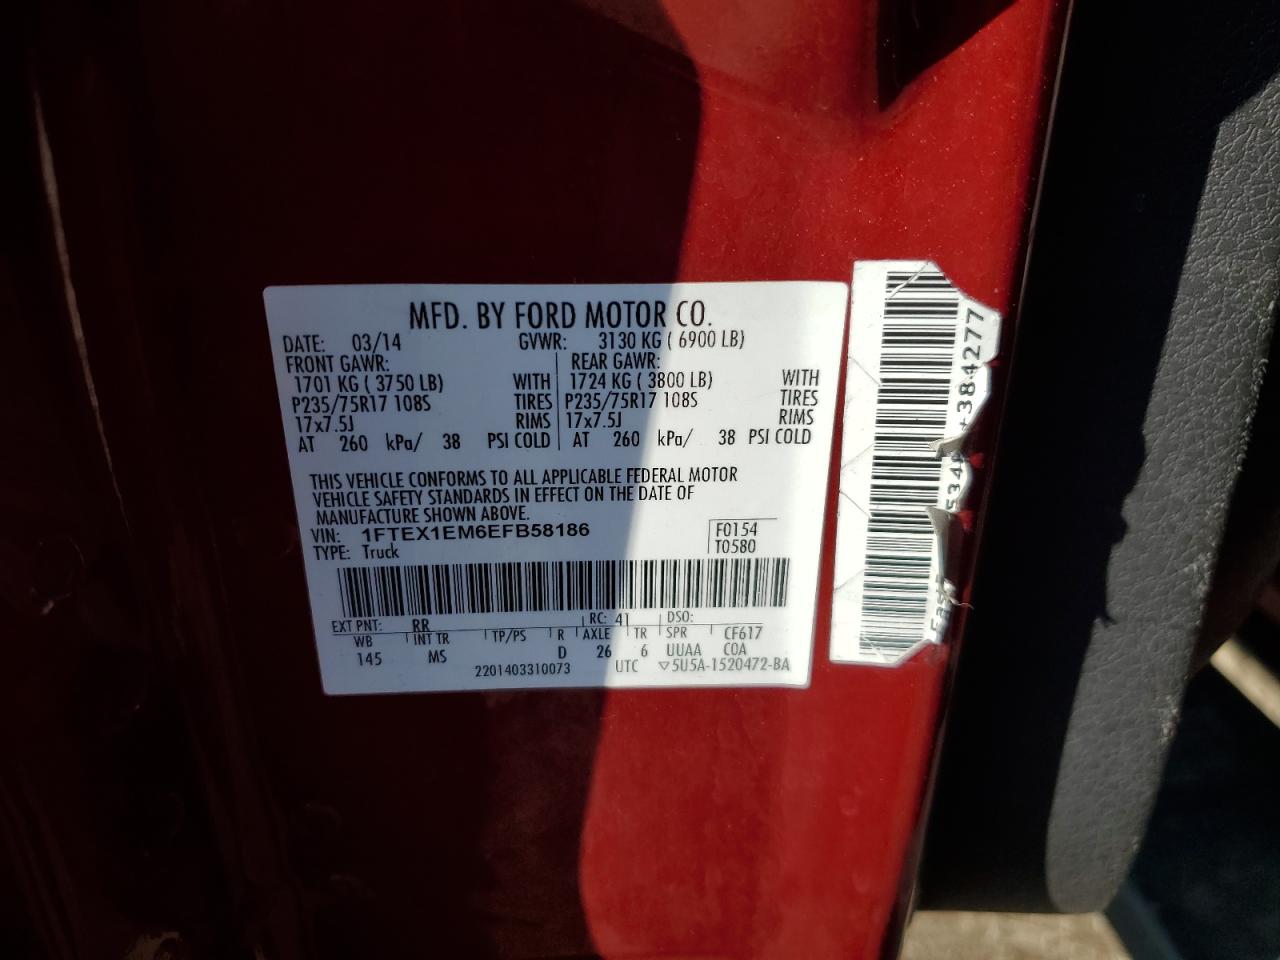 MFD. BY FORD MOTOR CO.
DATE: 03/14 GVWR: 3130 KG ( 6900 LB)
FRONT GAWR: REAR GAWR:
1701 KG ( 3750 LB) WITH 1724 KG ( 3800 LB) WITH
P235/75R17 108S TIRES P235/75R17 108S TIRES
17x7.5J RIMS 17x7.5J RIMS
AT 260 kPa/ 38 PSI COLD AT 260 kPa/ 38 PSI COLD
THIS VEHICLE CONFORMS TO ALL APPLICABLE FEDERAL MOTOR
VEHICLE SAFETY STANDARDS IN EFFECT ON THE DATE OF
MANUFACTURE SHOWN ABOVE.
VIN: 1FTEX1EM6EFB58186 F0154
TYPE: Truck T0580
EXT PNT: RR RC: 41 DSO:
WB INT TR TP/PS R AXLE TR SPR CF617
145 MS D 26 6 UUAA COA
2201403310073 UTC ▽5U5A-1520472-BA
+384277